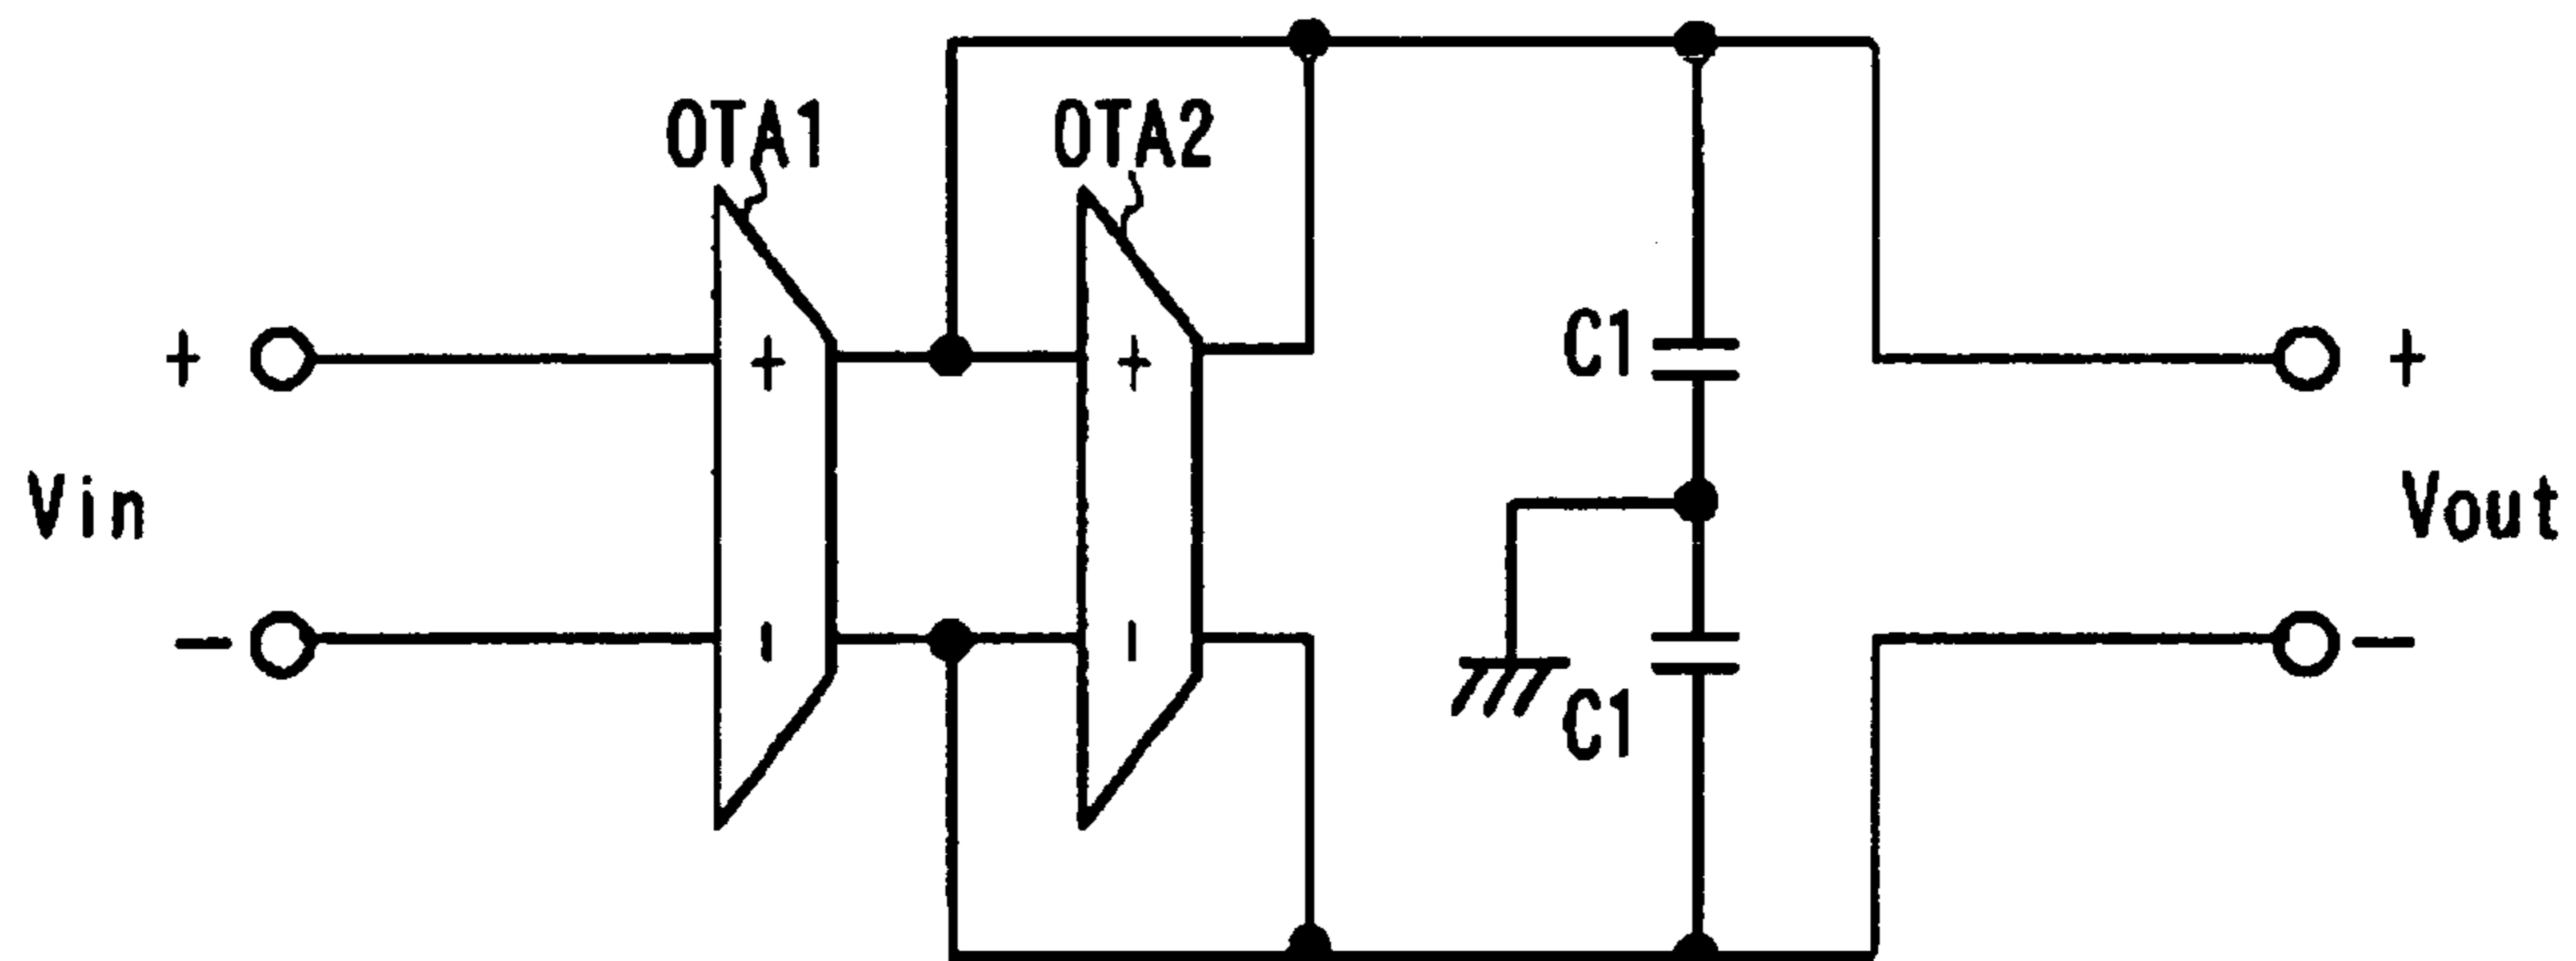 OTA1
OTA2
+
+
+
C1
+
Vin
Vout
-
-
-
-
C1